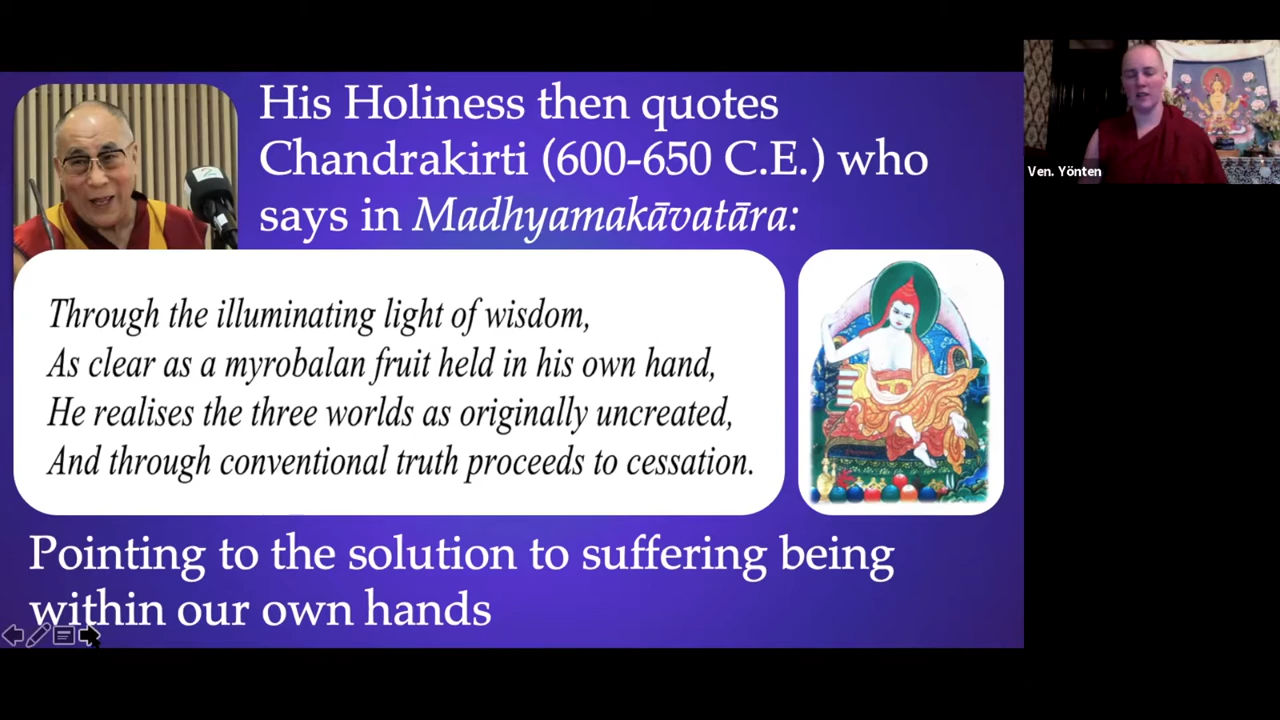 His Holiness then quotes
Chandrakirti (600-650 C.E.) who
says in Madhyamakāvatāra:
Through the illuminating light of wisdom,
As clear as a myrobalan fruit held in his own hand,
He realises the three worlds as originally uncreated,
And through conventional truth proceeds to cessation.
Pointing to the solution to suffering being
within our own hands
Ven. Yönten